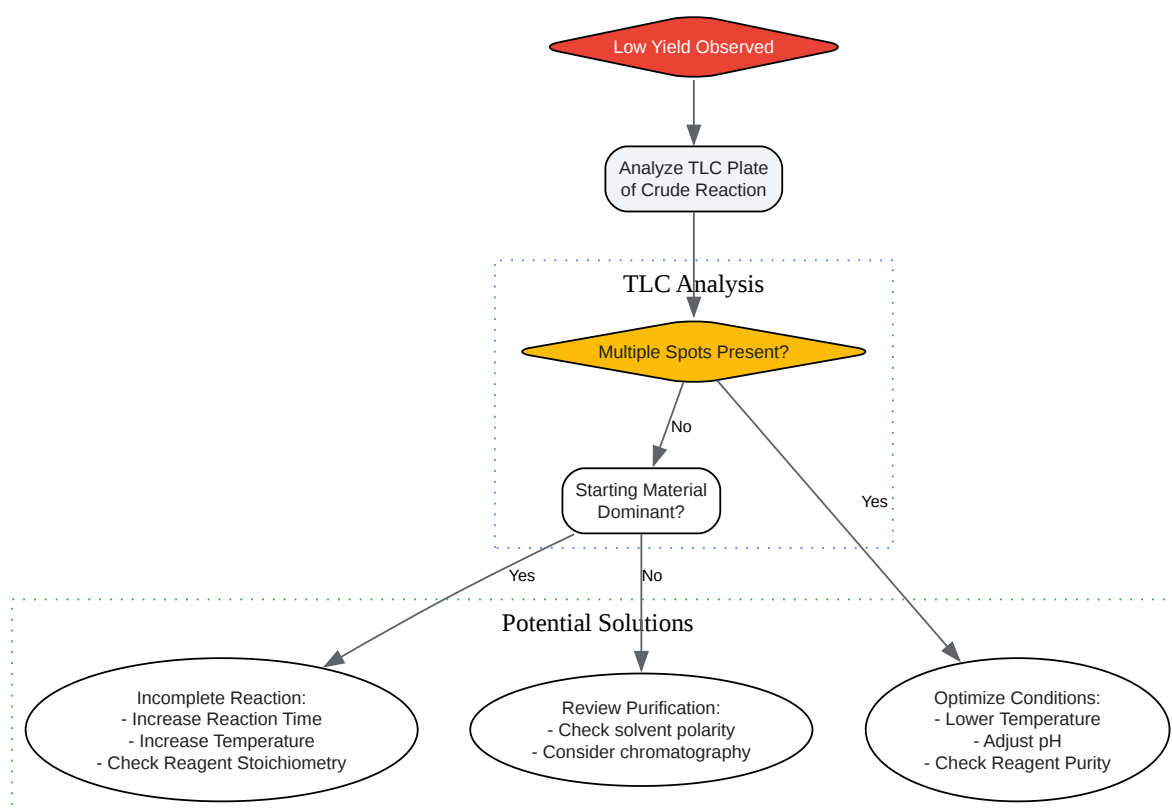 Low Yield Observed
Analyze TLC Plate
of Crude Reaction
TLC Analysis
Multiple Spots Present?
No
Starting Material
Dominant?
Yes
Yes
No
Potential Solutions
Incomplete Reaction:
- Increase Reaction Time
- Increase Temperature
- Check Reagent Stoichiometry
Review Purification:
- Check solvent polarity
- Consider chromatography
Optimize Conditions:
- Lower Temperature
- Adjust pH
- Check Reagent Purity